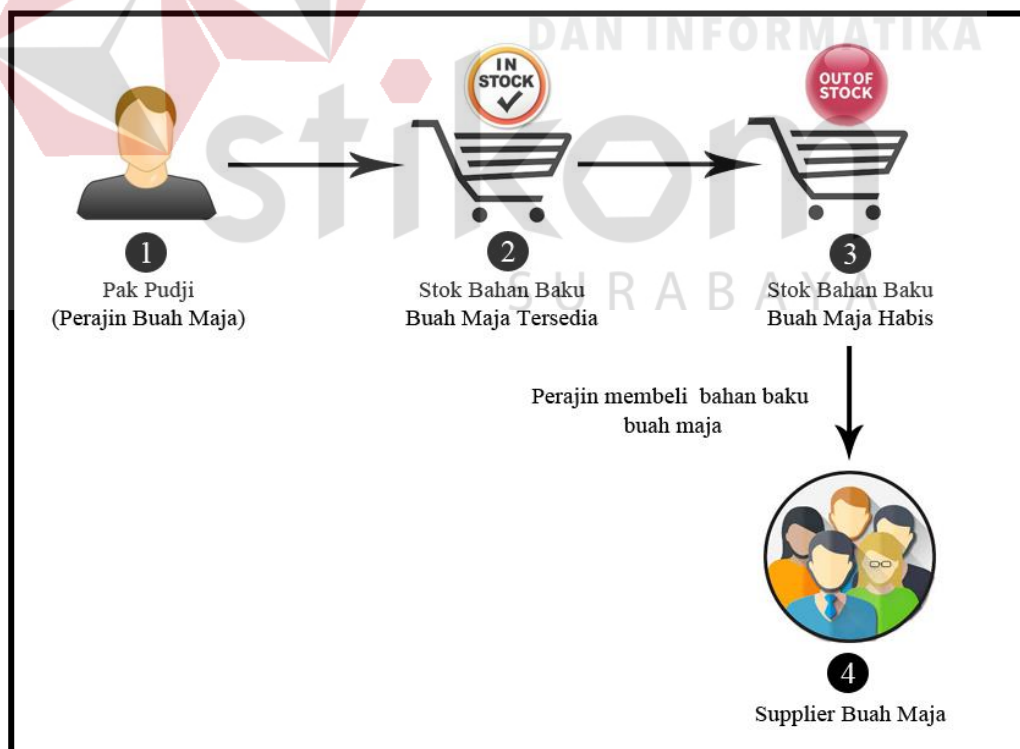 DAN INFORMATIKA
IN
STOCK
OUT OF
STOCK
stikom
SURABAYA
1
Pak Pudji
(Perajin Buah Maja)
2
Stok Bahan Baku
Buah Maja Tersedia
3
Stok Bahan Baku
Buah Maja Habis
Perajin membeli bahan baku
buah maja
4
Supplier Buah Maja